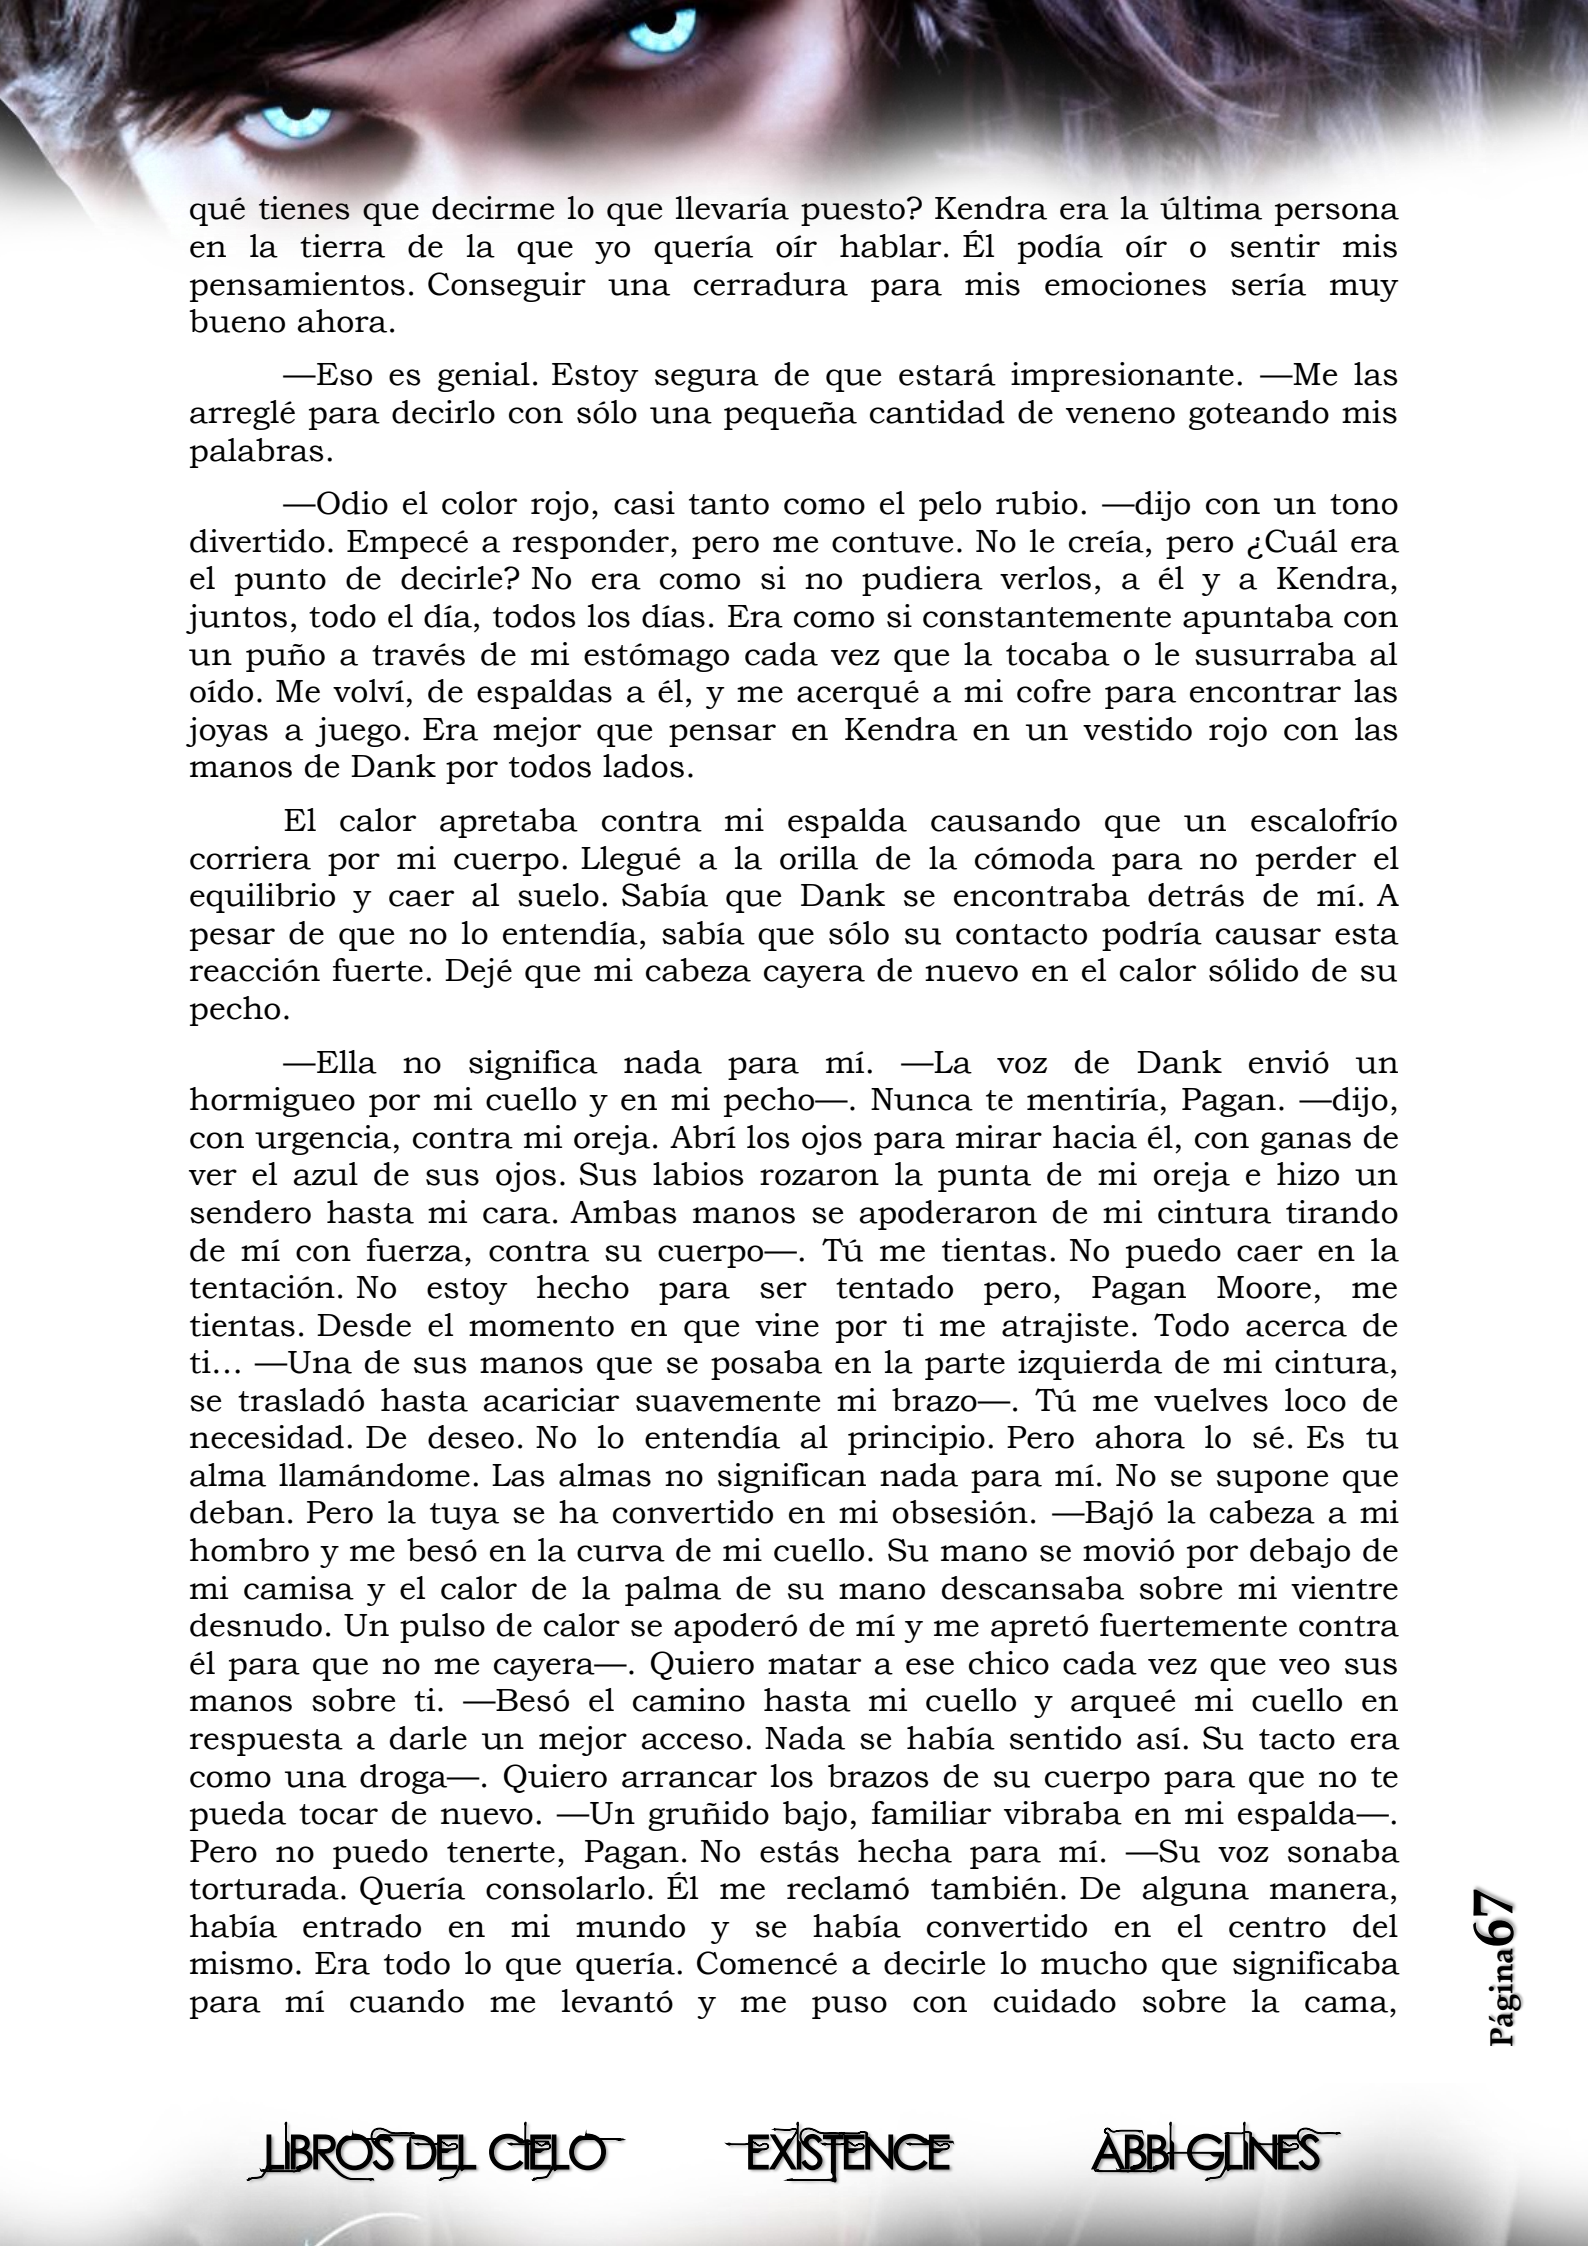 qué tienes que decirme lo que llevaría puesto? Kendra era la última persona
en la tierra de la que yo quería oír hablar. Él podía oír o sentir mis
pensamientos. Conseguir una cerradura para mis emociones sería muy
bueno ahora.
—Eso es genial. Estoy segura de que estará impresionante. —Me las
arreglé para decirlo con sólo una pequeña cantidad de veneno goteando mis
palabras.
—Odio el color rojo, casi tanto como el pelo rubio. —dijo con un tono
divertido. Empecé a responder, pero me contuve. No le creía, pero ¿Cuál era
el punto de decirle? No era como si no pudiera verlos, a él y a Kendra,
juntos, todo el día, todos los días. Era como si constantemente apuntaba con
un puño a través de mi estómago cada vez que la tocaba o le susurraba al
oído. Me volví, de espaldas a él, y me acerqué a mi cofre para encontrar las
joyas a juego. Era mejor que pensar en Kendra en un vestido rojo con las
manos de Dank por todos lados.
El calor apretaba contra mi espalda causando que un escalofrío
corriera por mi cuerpo. Llegué a la orilla de la cómoda para no perder el
equilibrio y caer al suelo. Sabía que Dank se encontraba detrás de mí. A
pesar de que no lo entendía, sabía que sólo su contacto podría causar esta
reacción fuerte. Dejé que mi cabeza cayera de nuevo en el calor sólido de su
pecho.
—Ella no significa nada para mí. —La voz de Dank envió un
hormigueo por mi cuello y en mi pecho—. Nunca te mentiría, Pagan. —dijo,
con urgencia, contra mi oreja. Abrí los ojos para mirar hacia él, con ganas de
ver el azul de sus ojos. Sus labios rozaron la punta de mi oreja e hizo un
sendero hasta mi cara. Ambas manos se apoderaron de mi cintura tirando
de mí con fuerza, contra su cuerpo—. Tú me tientas. No puedo caer en la
tentación. No estoy hecho para ser tentado pero, Pagan Moore, me
tientas. Desde el momento en que vine por ti me atrajiste. Todo acerca de
ti… —Una de sus manos que se posaba en la parte izquierda de mi cintura,
se trasladó hasta acariciar suavemente mi brazo—. Tú me vuelves loco de
necesidad. De deseo. No lo entendía al principio. Pero ahora lo sé. Es tu
alma llamándome. Las almas no significan nada para mí. No se supone que
deban. Pero la tuya se ha convertido en mi obsesión. —Bajó la cabeza a mi
hombro y me besó en la curva de mi cuello. Su mano se movió por debajo de
mi camisa y el calor de la palma de su mano descansaba sobre mi vientre
desnudo. Un pulso de calor se apoderó de mí y me apretó fuertemente contra
él para que no me cayera—. Quiero matar a ese chico cada vez que veo sus
manos sobre ti. —Besó el camino hasta mi cuello y arqueé mi cuello en
respuesta a darle un mejor acceso. Nada se había sentido así. Su tacto era
como una droga—. Quiero arrancar los brazos de su cuerpo para que no te
pueda tocar de nuevo. —Un gruñido bajo, familiar vibraba en mi espalda—.
Pero no puedo tenerte, Pagan. No estás hecha para mí. —Su voz sonaba
torturada. Quería consolarlo. Él me reclamó también. De alguna manera,
había entrado en mi mundo y se había convertido en el centro del
mismo. Era todo lo que quería. Comencé a decirle lo mucho que significaba
para mí cuando me levantó y me puso con cuidado sobre la cama,
Página67
LIBROS DEL CIELO EXISTENCE ABBI GLINES